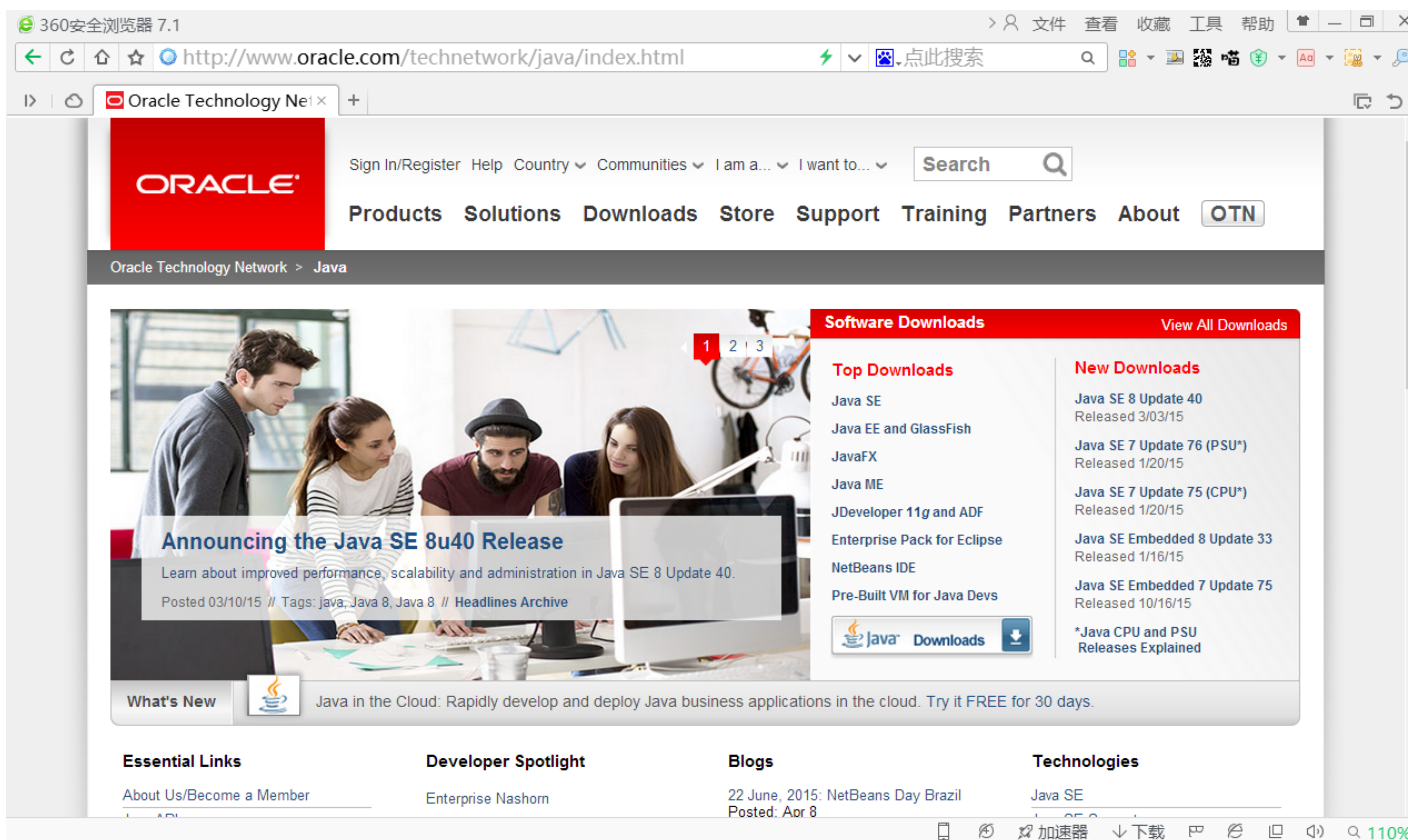 360安全浏览器 7.1
文件 查看 收藏 工具 帮助
http://www.oracle.com/technetwork/java/index.html
点此搜索
Oracle Technology Net
ORACLE
Sign In/Register Help Country Communities I am a... I want to... Search
Products Solutions Downloads Store Support Training Partners About OTN
Oracle Technology Network > Java
1 2 3
Announcing the Java SE 8u40 Release
Learn about improved performance, scalability and administration in Java SE 8 Update 40.
Posted 03/10/15 // Tags: java, Java 8, Java 8 // Headlines Archive
Software Downloads
View All Downloads
Top Downloads
Java SE
Java EE and GlassFish
JavaFX
Java ME
JDeveloper 11g and ADF
Enterprise Pack for Eclipse
NetBeans IDE
Pre-Built VM for Java Devs
Java Downloads
New Downloads
Java SE 8 Update 40
Released 3/03/15
Java SE 7 Update 76 (PSU*)
Released 1/20/15
Java SE 7 Update 75 (CPU*)
Released 1/20/15
Java SE Embedded 8 Update 33
Released 1/16/15
Java SE Embedded 7 Update 75
Released 10/16/15
*Java CPU and PSU
Releases Explained
What's New
Java in the Cloud: Rapidly develop and deploy Java business applications in the cloud. Try it FREE for 30 days.
Essential Links
About Us/Become a Member
Developer Spotlight
Enterprise Nashorn
Blogs
22 June, 2015: NetBeans Day Brazil
Posted: Apr 8
Technologies
Java SE
加速器 下载 110%